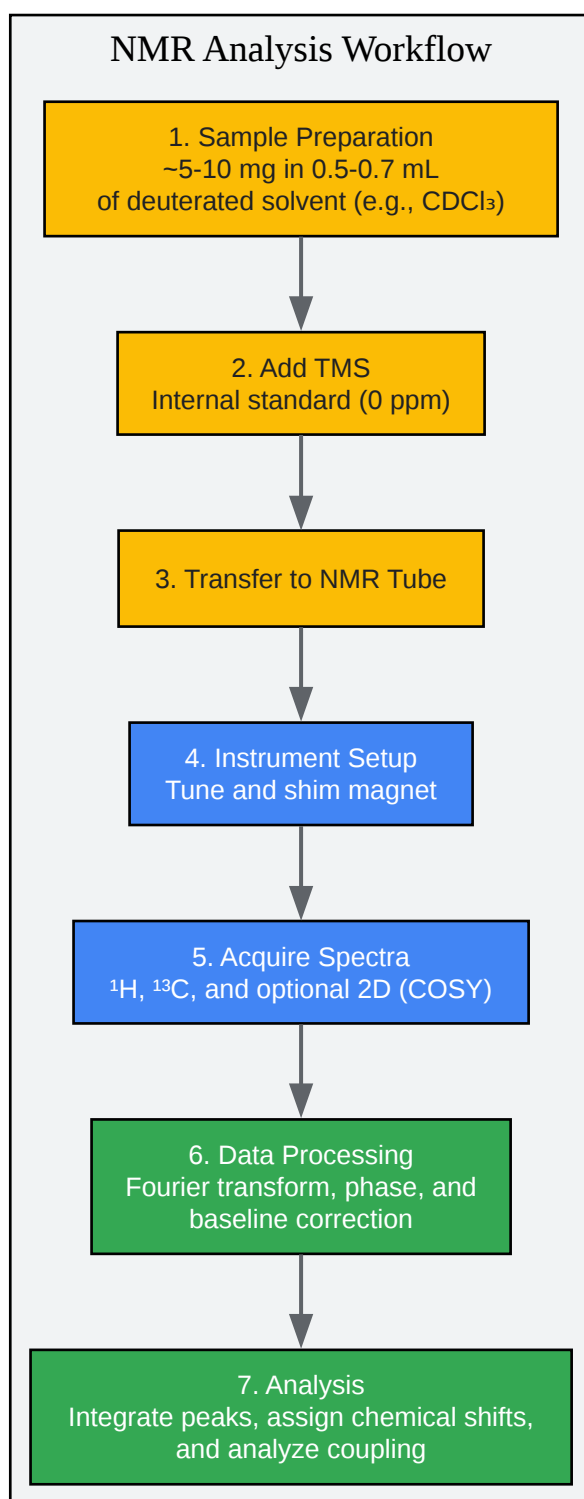 NMR Analysis Workflow
1. Sample Preparation
~5-10 mg in 0.5-0.7 mL
of deuterated solvent (e.g., CDCl₃)
2. Add TMS
Internal standard (0 ppm)
3. Transfer to NMR Tube
4. Instrument Setup
Tune and shim magnet
5. Acquire Spectra
¹H, ¹³C, and optional 2D (COSY)
6. Data Processing
Fourier transform, phase, and
baseline correction
7. Analysis
Integrate peaks, assign chemical shifts,
and analyze coupling